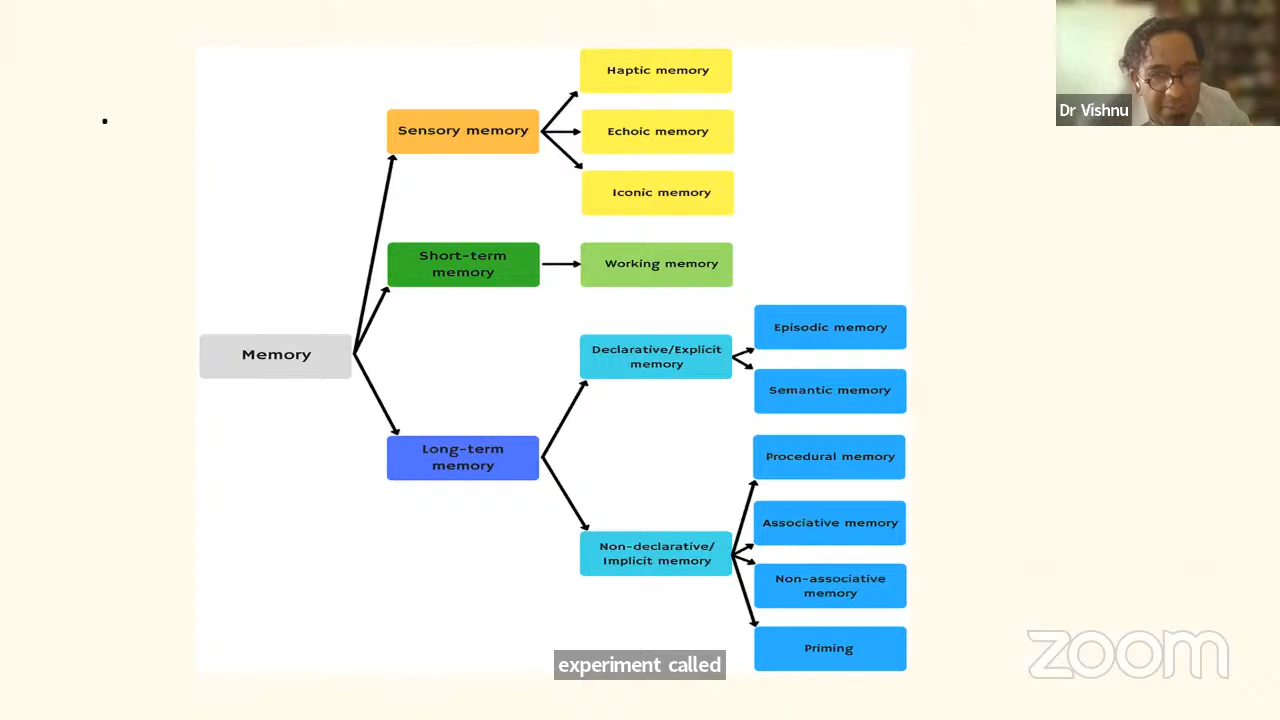 Haptic memory
Dr Vishnu
Sensory memory
Echoic memory
Iconic memory
Short-term
memory
Working memory
Memory
Declarative/Explicit
memory
Episodic memory
Semantic memory
Long-term
memory
Procedural memory
Associative memory
Non-declarative/
Implicit memory
Non-associative
memory
Priming
experiment called
zoom